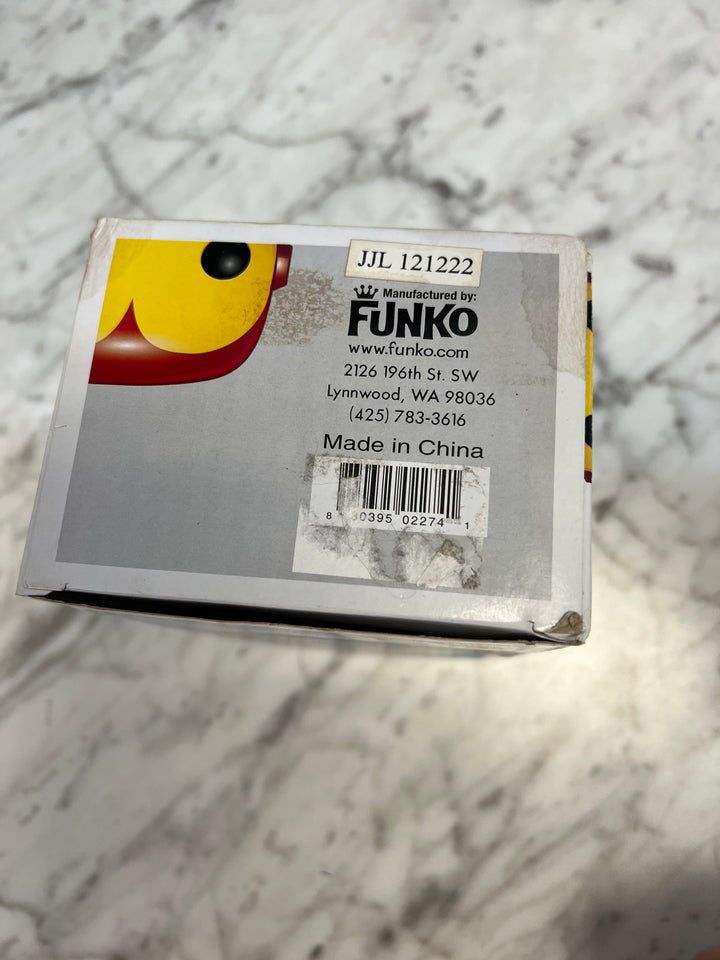 JJL 121222
Manufactured by:
FUNKO
www.funko.com
2126 196th St. SW
Lynnwood, WA 98036
(425) 783-3616
Made in China
8 0395 02274 1